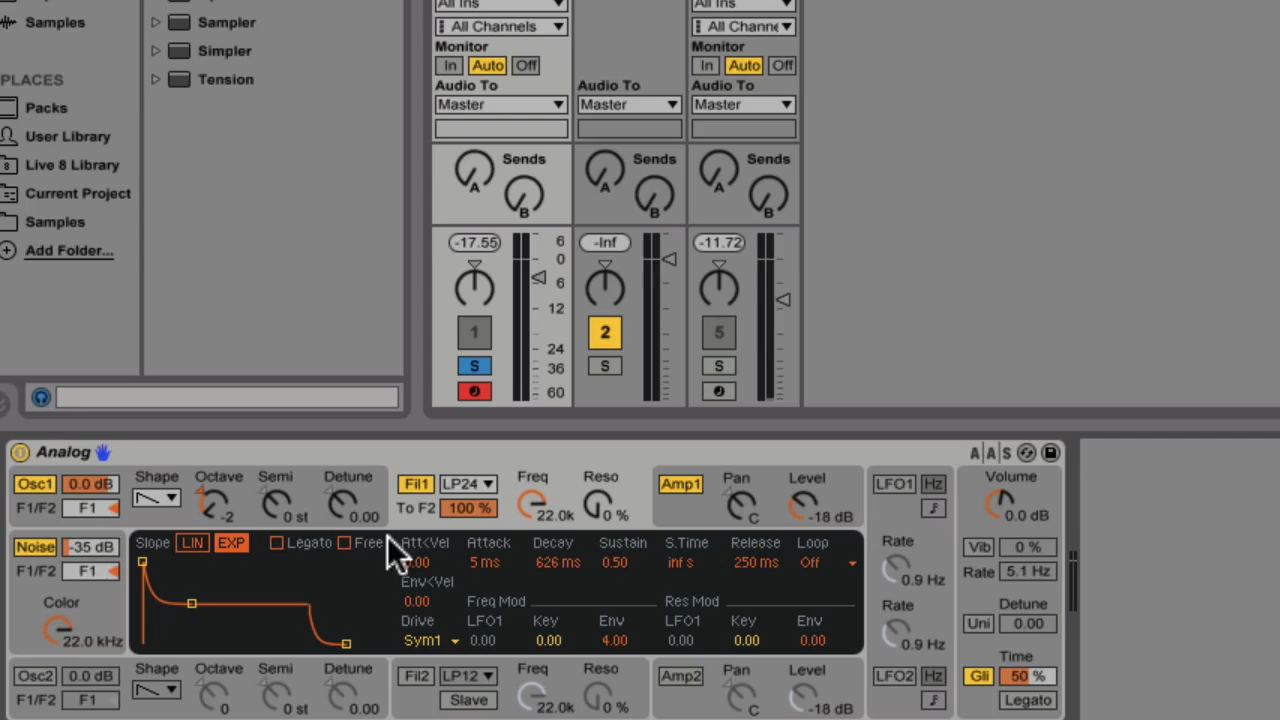 All Ins All Ins
Samples Sampler All Channels All Channe
Simpler Monitor Monitor
In Auto Off In Auto Off
PLACES Tension Audio To Audio To Audio To
Packs Master Master Master
User Library
Live 8 Library Sends Sends Sends
Current Project A A A
Samples B B B
Add Folder... -17.55 6 -Inf -11.72
0
6
12
1 2 5
24
S 36 S S
60
Analog A A S
Osc1 0.0 dB Shape Octave Semi Detune Fil1 LP24 Freq Reso Amp1 Pan Level LFO1 Hz Volume
F1/F2 F1 -2 0 st 0.00 To F2 100 % 22.0k 0 % C -18 dB 0.0 dB
Noise -35 dB Slope LIN EXP Legato Free Att<Vel Attack Decay Sustain S.Time Release Loop Rate Vib 0 %
F1/F2 F1 0.00 5 ms 626 ms 0.50 inf s 250 ms Off 0.9 Hz Rate 5.1 Hz
Env<Vel
Color 0.00 Freq Mod Res Mod Rate Detune
Drive LFO1 Key Env LFO1 Key Env Uni 0.00
22.0 kHz Sym1 0.00 0.00 4.00 0.00 0.00 0.00 0.9 Hz Time
Osc2 0.0 dB Shape Octave Semi Detune Fil2 LP12 Freq Reso Amp2 Pan Level LFO2 Hz Gli 50 %
F1/F2 F1 0 0 st 0.00 Slave 22.0k 0 % C -18 dB Legato